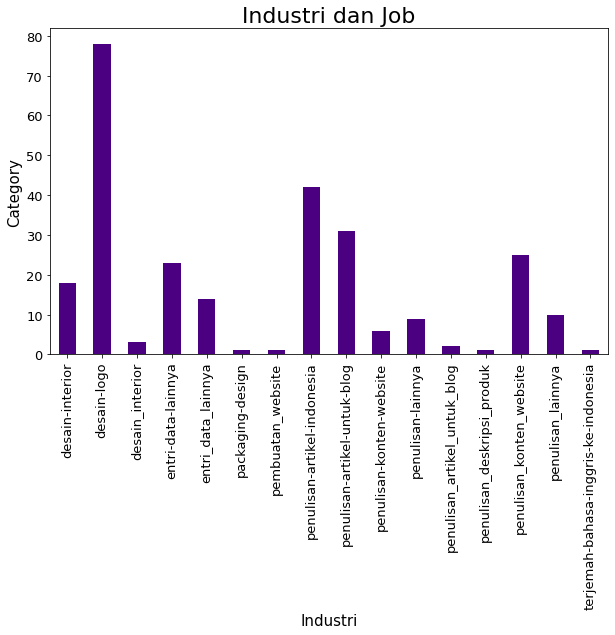 Industri dan Job
Category
80
70
60
50
40
30
20
10
0
desain-interior
desain-logo
desain_interior
entri-data-lainnya
entri_data_lainnya
packaging-design
pembuatan_website
penulisan-artikel-indonesia
penulisan-artikel-untuk-blog
penulisan-konten-website
penulisan-lainnya
penulisan_artikel_untuk_blog
penulisan_deskripsi_produk
penulisan_konten_website
penulisan_lainnya
terjemah-bahasa-inggris-ke-indonesia
Industri